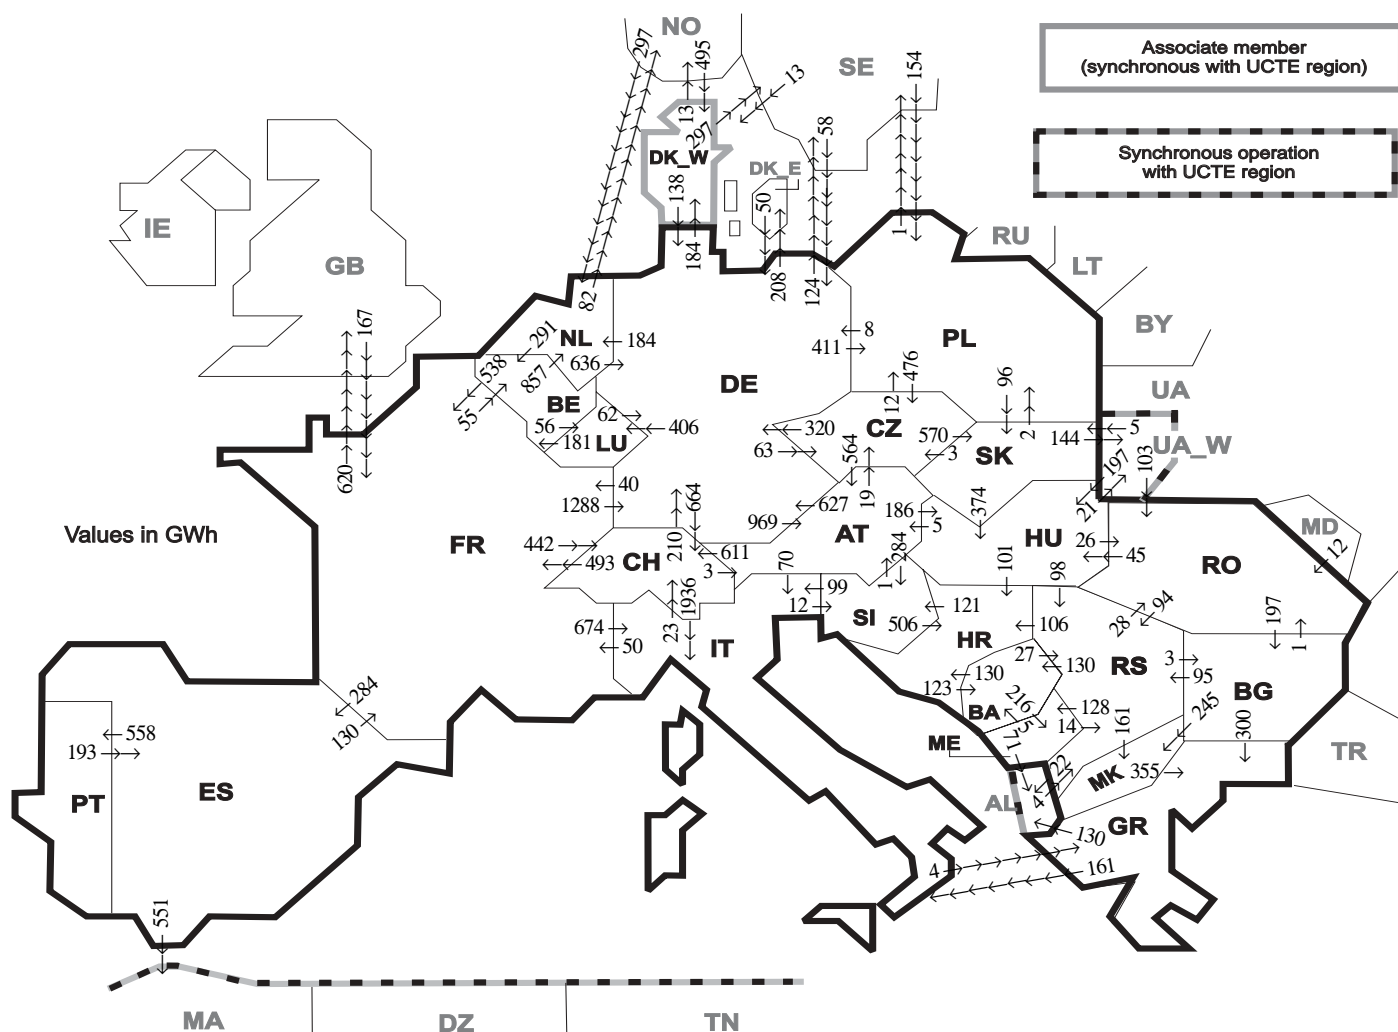 NO
297
495
SE
154
13
Associate member
(synchronous with UCTE region)
13
297
58
DK_W
DK_E
Synchronous operation
with UCTE region
138
50
IE
1
184
RU
GB
208
124
LT
82
167
BY
291
NL
184
8
411
PL
538
857
636
476
96
DE
12
UA
55
BE
62
406
320
CZ
570
2
144
5
56
181
LU
63
564
3
SK
UA_W
103
197
620
40
1288
664
627
19
186
374
21
Values in GWh
969
AT
5
MD
FR
442
493
CH
210
611
3
284
HU
26
45
12
RO
70
99
1
101
98
1936
12
SI
506
121
28
94
197
1
674
50
23
IT
HR
106
27
130
RS
3
95
BG
284
130
123
130
216
BA
5
128
14
161
245
300
558
193
ME
71
TR
PT
ES
22
4
MK
355
AL
GR
130
4
161
551
MA
DZ
TN